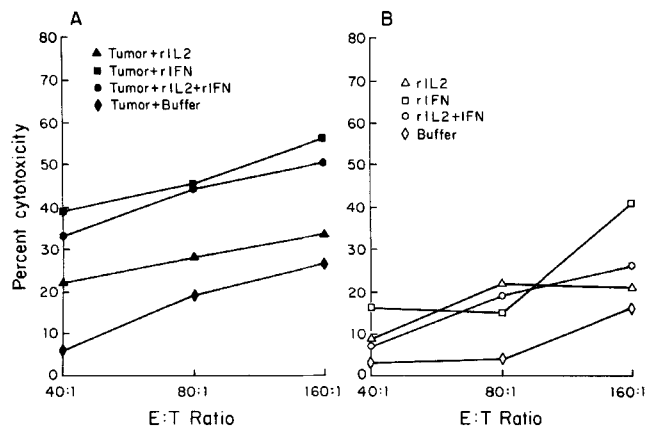 A
▲ Tumor+rIL2
■ Tumor+rIFN
● Tumor+rIL2+rIFN
♦ Tumor+Buffer
Percent cytotoxicity
80
70
60
50
40
30
20
10
0
40:1
80:1
160:1
E:T Ratio
B
△ rIL2
□ rIFN
○ rIL2+IFN
◊ Buffer
80
70
60
50
40
30
20
10
0
40:1
80:1
160:1
E:T Ratio